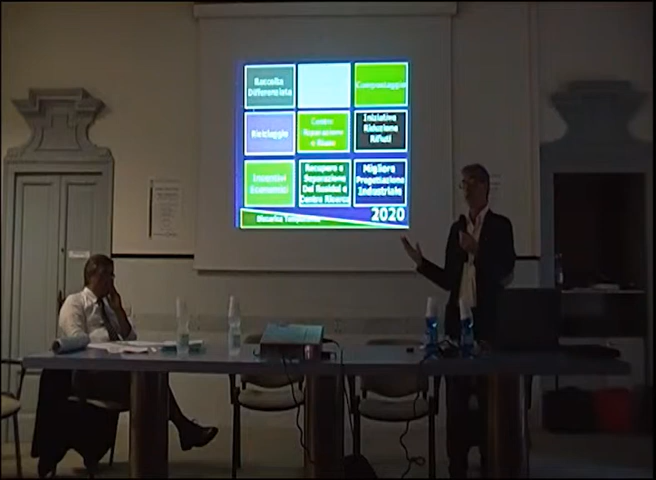 Raccolta
Differenziata
Compostaggio
Riciclaggio
Centro
Riparazione
e Riuso
Iniziative
Riduzione
Rifiuti
Incentivi
Economici
Recupero e
Separazione
Dei Residui e
Centro Ricerca
Migliore
Progettazione
Industriale
2020